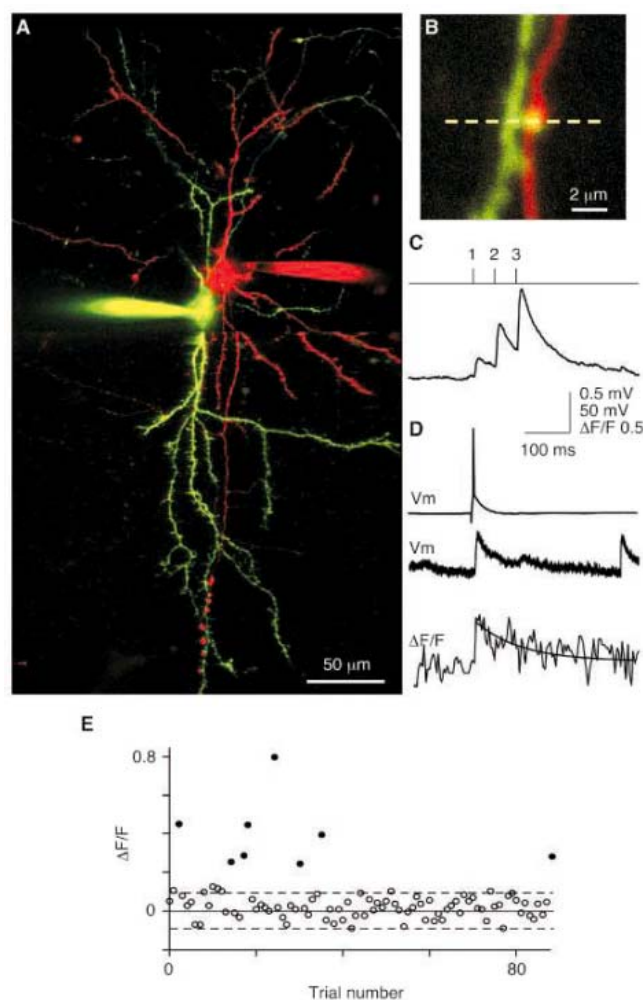 A
B
2 μm
C
1 2 3
0.5 mV
50 mV
ΔF/F 0.5
100 ms
D
Vm
Vm
ΔF/F
50 μm
E
0.8
ΔF/F
0
0 80
Trial number